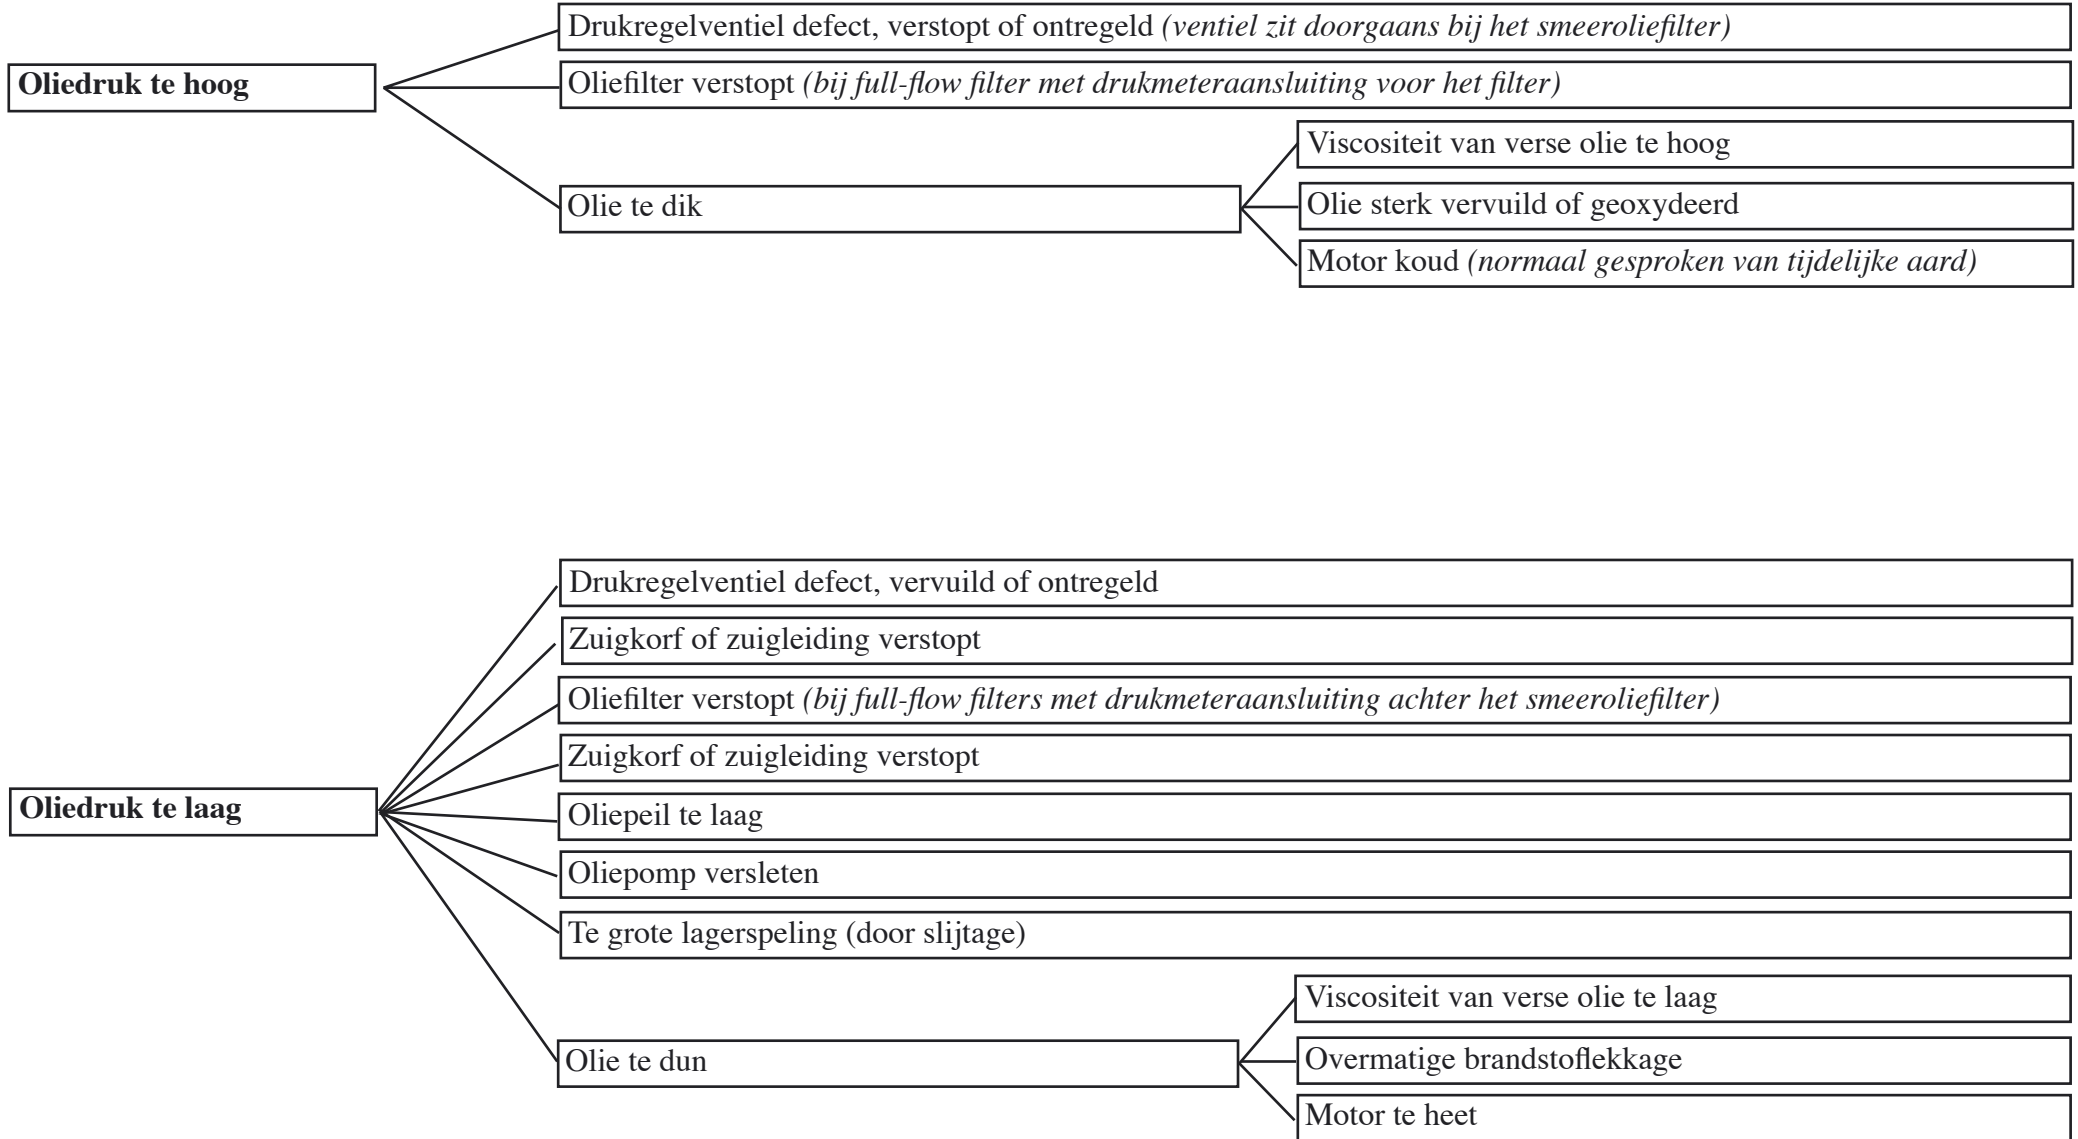 Drukregelventiel defect, verstopt of ontregeld (ventiel zit doorgaans bij het smeeroliefilter)
Oliedruk te hoog
Oliefilter verstopt (bij full-flow filter met drukmeteraansluiting voor het filter)
Viscositeit van verse olie te hoog
Olie te dik
Olie sterk vervuild of geoxydeerd
Motor koud (normaal gesproken van tijdelijke aard)
Drukregelventiel defect, vervuild of ontregeld
Zuigkorf of zuigleiding verstopt
Oliefilter verstopt (bij full-flow filters met drukmeteraansluiting achter het smeeroliefilter)
Zuigkorf of zuigleiding verstopt
Oliedruk te laag
Oliepeil te laag
Oliepomp versleten
Te grote lagerspeling (door slijtage)
Viscositeit van verse olie te laag
Olie te dun
Overmatige brandstoflekkage
Motor te heet